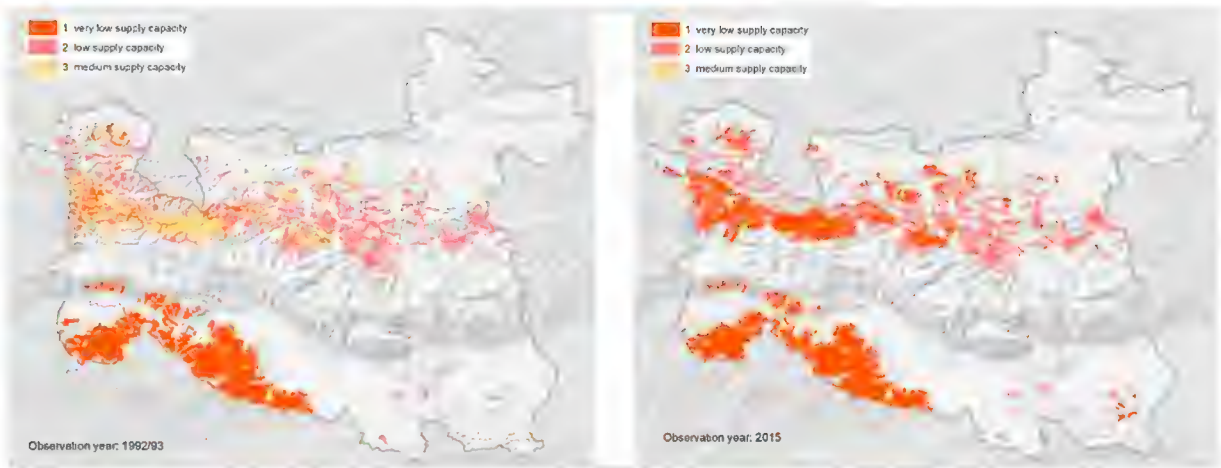 1 very low supply capacity
2 low supply capacity
3 medium supply capacity
Observation year: 1992/93
1 very low supply capacity
2 low supply capacity
3 medium supply capacity
Observation year: 2015